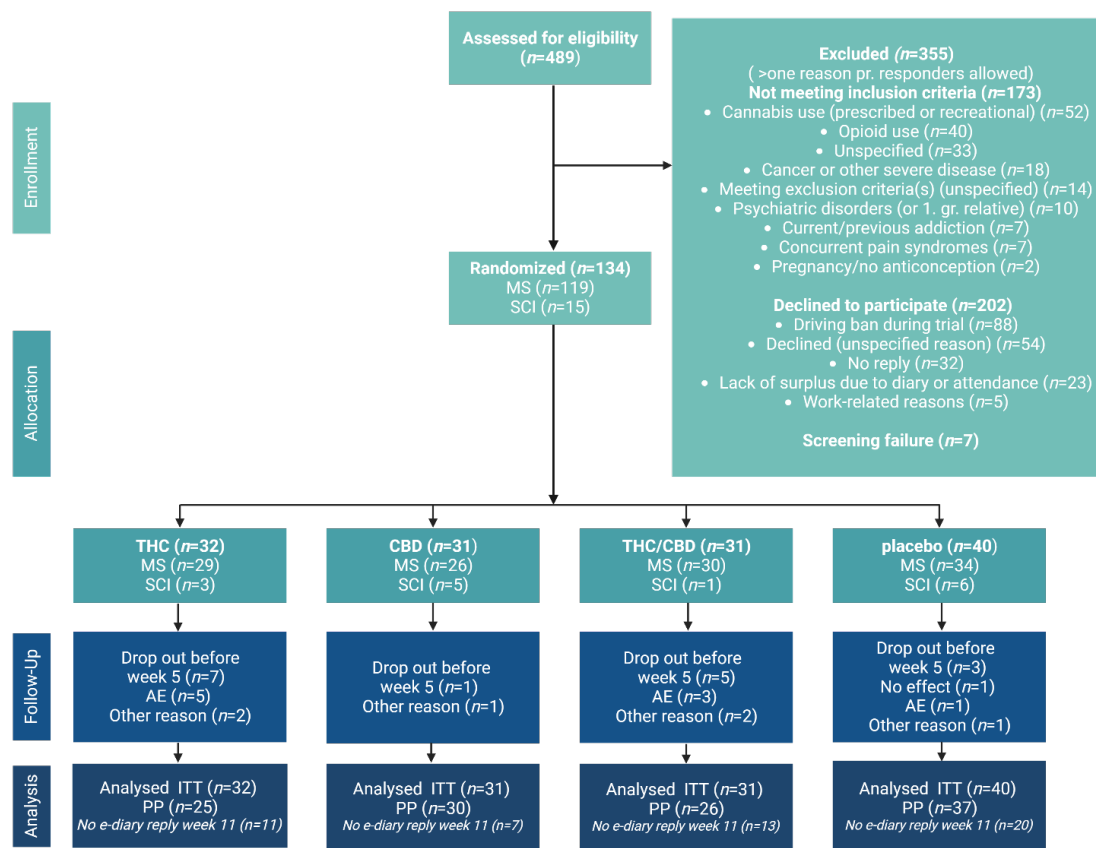 Assessed for eligibility
(n=489)
Excluded (n=355)
( >one reason pr. responders allowed)
Not meeting inclusion criteria (n=173)
• Cannabis use (prescribed or recreational) (n=52)
• Opioid use (n=40)
• Unspecified (n=33)
• Cancer or other severe disease (n=18)
• Meeting exclusion criteria(s) (unspecified) (n=14)
• Psychiatric disorders (or 1. gr. relative) (n=10)
• Current/previous addiction (n=7)
• Concurrent pain syndromes (n=7)
• Pregnancy/no anticonception (n=2)
Declined to participate (n=202)
• Driving ban during trial (n=88)
• Declined (unspecified reason) (n=54)
• No reply (n=32)
• Lack of surplus due to diary or attendance (n=23)
• Work-related reasons (n=5)
Screening failure (n=7)
Enrollment
Randomized (n=134)
MS (n=119)
SCI (n=15)
Allocation
THC (n=32)
MS (n=29)
SCI (n=3)
CBD (n=31)
MS (n=26)
SCI (n=5)
THC/CBD (n=31)
MS (n=30)
SCI (n=1)
placebo (n=40)
MS (n=34)
SCI (n=6)
Follow-Up
Drop out before
week 5 (n=7)
AE (n=5)
Other reason (n=2)
Drop out before
week 5 (n=1)
Other reason (n=1)
Drop out before
week 5 (n=5)
AE (n=3)
Other reason (n=2)
Drop out before
week 5 (n=3)
No effect (n=1)
AE (n=1)
Other reason (n=1)
Analysis
Analysed ITT (n=32)
PP (n=25)
No e-diary reply week 11 (n=11)
Analysed ITT (n=31)
PP (n=30)
No e-diary reply week 11 (n=7)
Analysed ITT (n=31)
PP (n=26)
No e-diary reply week 11 (n=13)
Analysed ITT (n=40)
PP (n=37)
No e-diary reply week 11 (n=20)